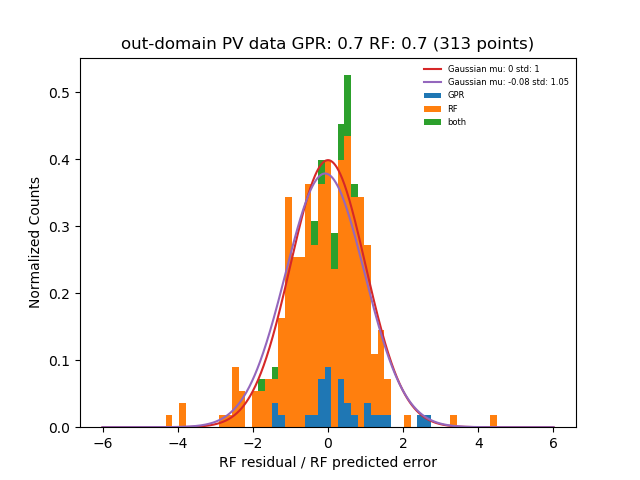 out-domain PV data GPR: 0.7 RF: 0.7 (313 points)
Gaussian mu: 0 std: 1
Gaussian mu: -0.08 std: 1.05
GPR
RF
both
Normalized Counts
0.5
0.4
0.3
0.2
0.1
0.0
−6 −4 −2 0 2 4 6
RF residual / RF predicted error